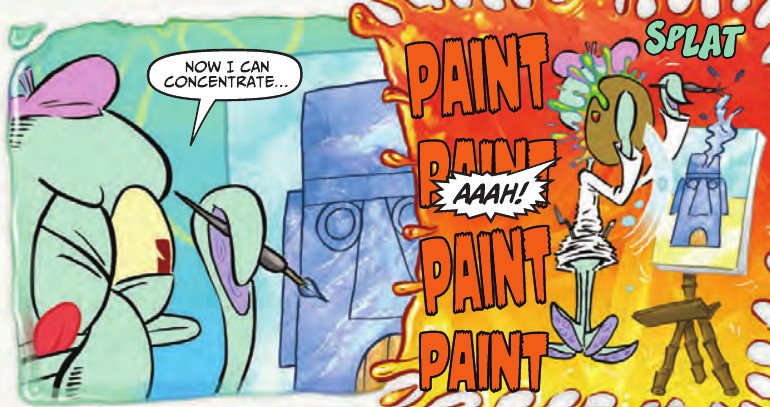 NOW I CAN
CONCENTRATE...
PAINT
SPLAT
PAINT
AAAH!
PAINT
PAINT